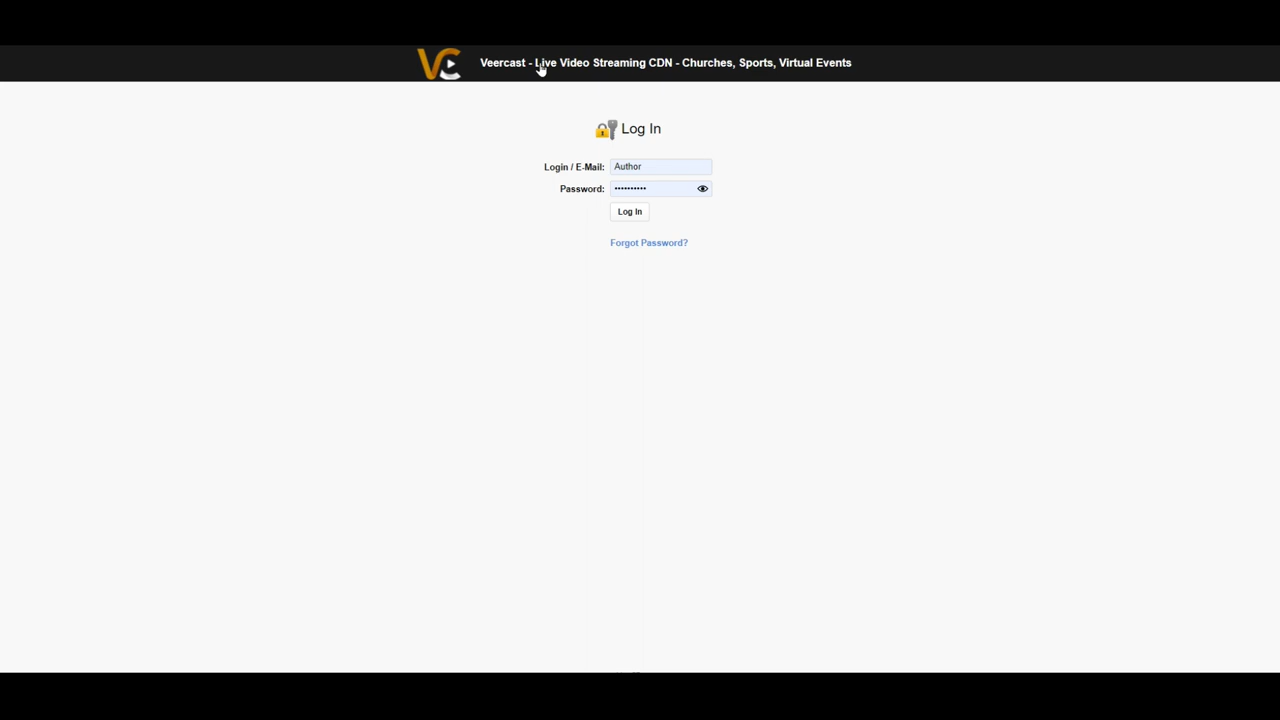 VC Veercast - Live Video Streaming CDN - Churches, Sports, Virtual Events
Log In
Login / E-Mail: Author
Password: ••••••••••
Log In
Forgot Password?